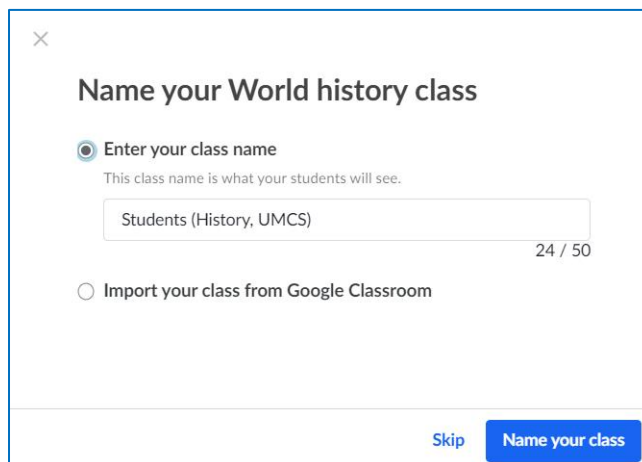 Name your World history class
Enter your class name
This class name is what your students will see.
Students (History, UMCS)
24 / 50
Import your class from Google Classroom
Skip
Name your class